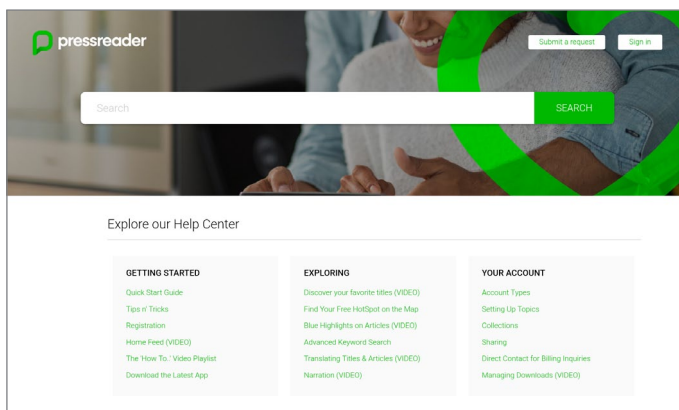 pressreader
Submit a request
Sign in
Search
SEARCH
Explore our Help Center
GETTING STARTED
Quick Start Guide
Tips n' Tricks
Registration
Home Feed (VIDEO)
The 'How To..' Video Playlist
Download the Latest App
EXPLORING
Discover your favorite titles (VIDEO)
Find Your Free HotSpot on the Map
Blue Highlights on Articles (VIDEO)
Advanced Keyword Search
Translating Titles & Articles (VIDEO)
Narration (VIDEO)
YOUR ACCOUNT
Account Types
Setting Up Topics
Collections
Sharing
Direct Contact for Billing Inquiries
Managing Downloads (VIDEO)